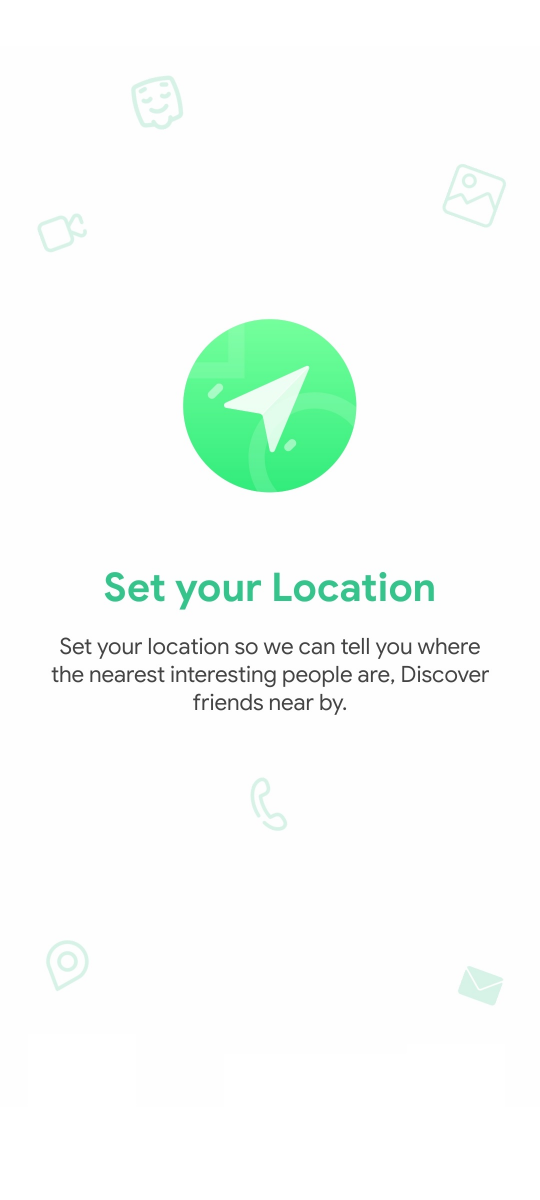 Set your Location
Set your location so we can tell you where
the nearest interesting people are, Discover
friends near by.